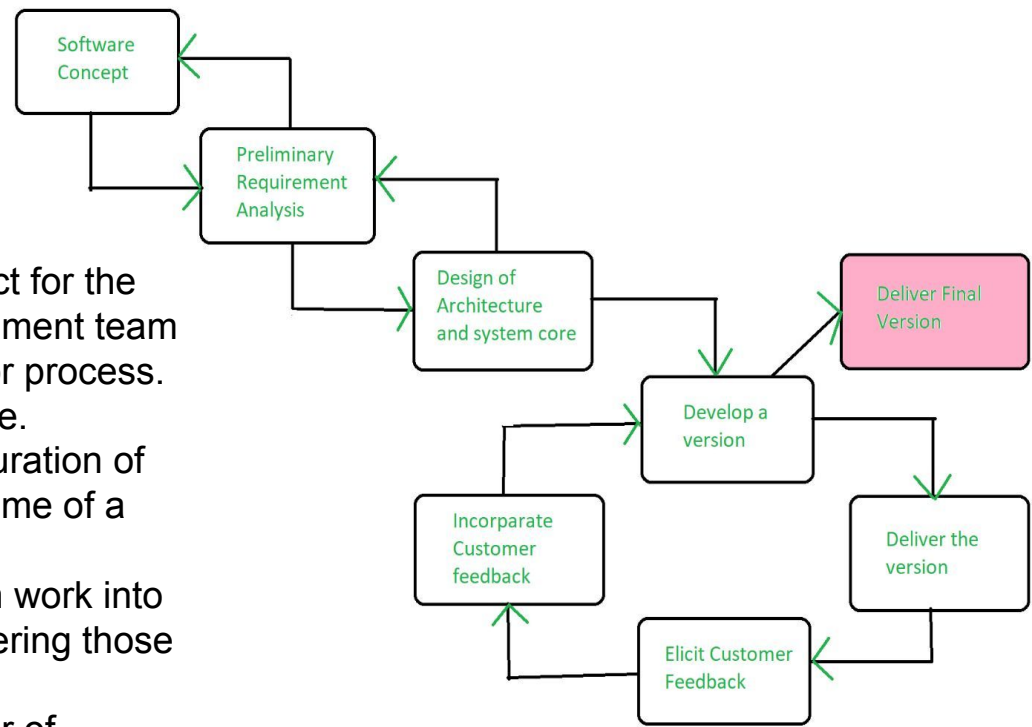 Software
Concept
Preliminary
Requirement
Analysis
Design of
Architecture
and system core
Deliver Final
Version
Develop a
version
Incorparate
Customer
feedback
Deliver the
version
Elicit Customer
Feedback
ct for the
ment team
r process.
e.
uration of
me of a
work into
ering those
r of